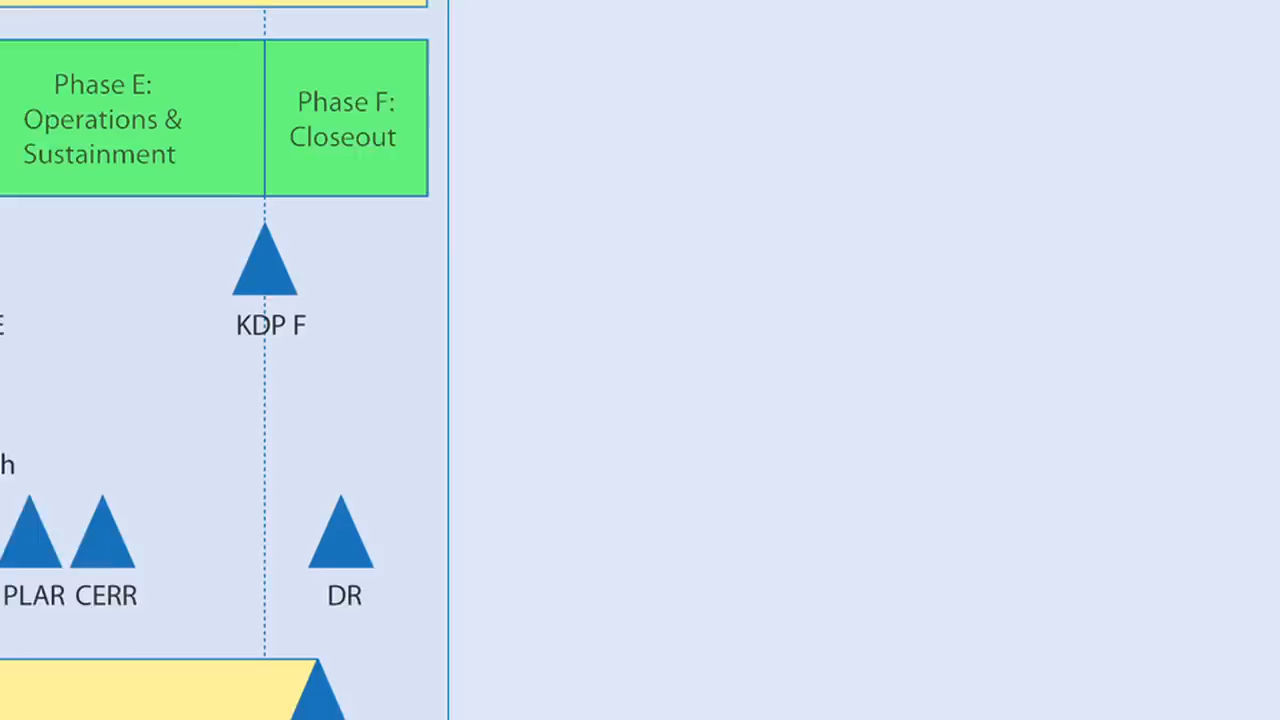 Phase E:
Operations &
Sustainment
Phase F:
Closeout
E
KDP F
h
PLAR CERR
DR